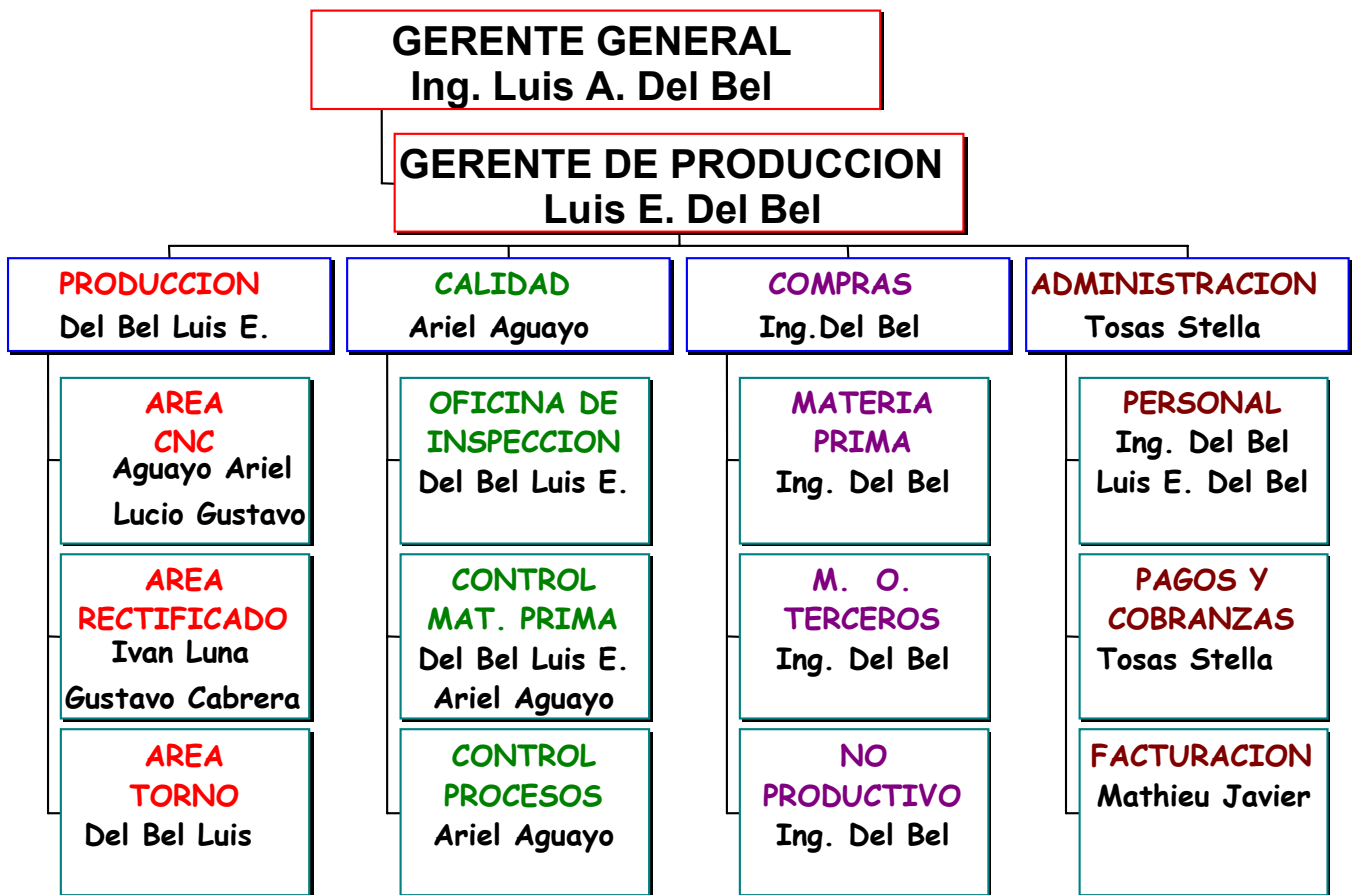 GERENTE GENERAL
Ing. Luis A. Del Bel
GERENTE DE PRODUCCION
Luis E. Del Bel
PRODUCCION
Del Bel Luis E.
CALIDAD
Ariel Aguayo
COMPRAS
Ing.Del Bel
ADMINISTRACION
Tosas Stella
AREA
CNC
Aguayo Ariel
Lucio Gustavo
OFICINA DE
INSPECCION
Del Bel Luis E.
MATERIA
PRIMA
Ing. Del Bel
PERSONAL
Ing. Del Bel
Luis E. Del Bel
AREA
RECTIFICADO
Ivan Luna
Gustavo Cabrera
CONTROL
MAT. PRIMA
Del Bel Luis E.
Ariel Aguayo
M. O.
TERCEROS
Ing. Del Bel
PAGOS Y
COBRANZAS
Tosas Stella
AREA
TORNO
Del Bel Luis
CONTROL
PROCESOS
Ariel Aguayo
NO
PRODUCTIVO
Ing. Del Bel
FACTURACION
Mathieu Javier